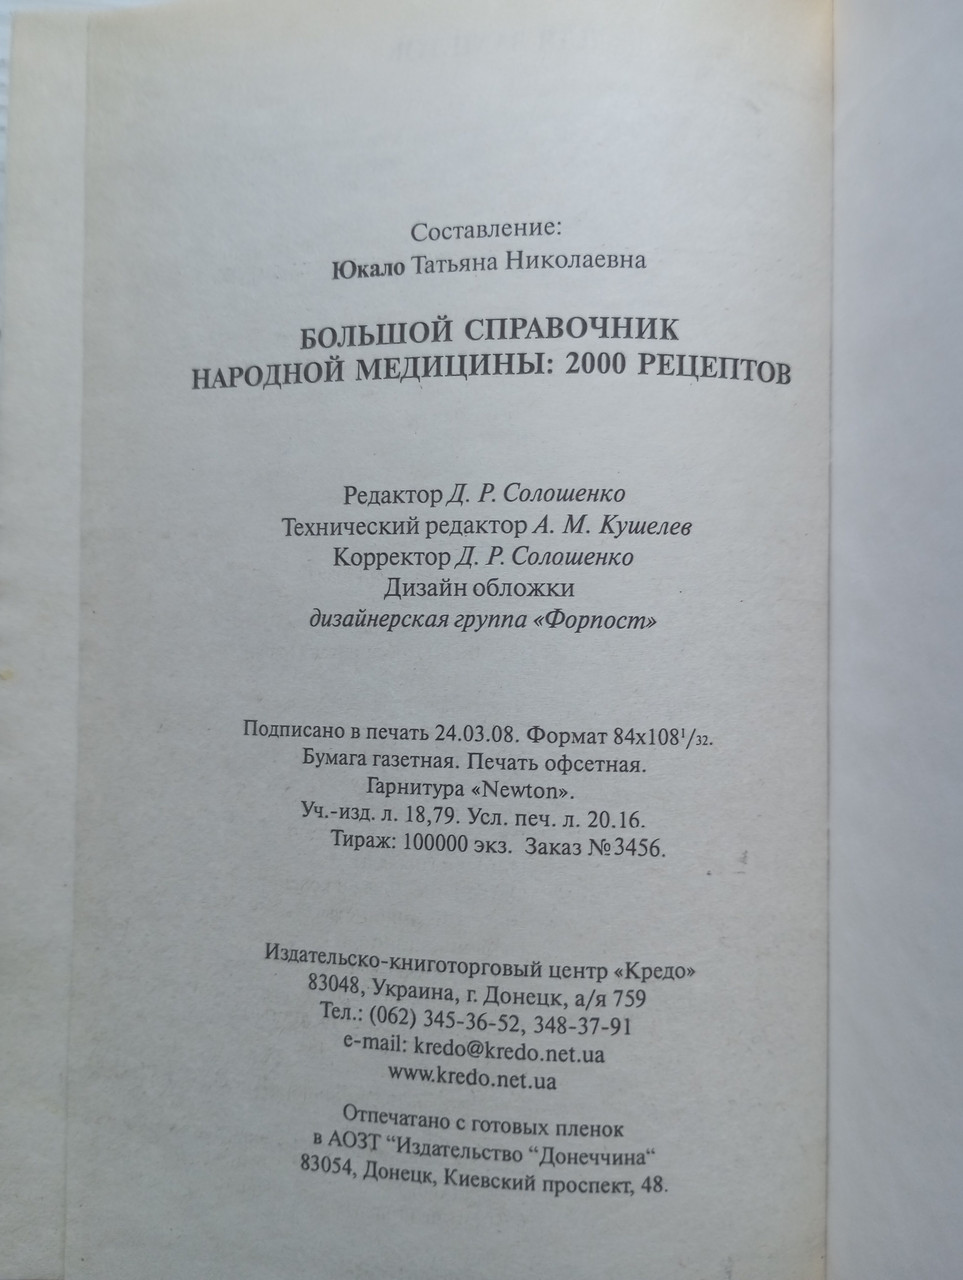 Составление:
Юкало Татьяна Николаевна
БОЛЬШОЙ СПРАВОЧНИК
НАРОДНОЙ МЕДИЦИНЫ: 2000 РЕЦЕПТОВ
Редактор Д. Р. Солошенко
Технический редактор А. М. Кушелев
Корректор Д. Р. Солошенко
Дизайн обложки
дизайнерская группа «Форпост»
Подписано в печать 24.03.08. Формат 84х108¹/₃₂.
Бумага газетная. Печать офсетная.
Гарнитура «Newton».
Уч.-изд. л. 18,79. Усл. печ. л. 20.16.
Тираж: 100000 экз. Заказ №3456.
Издательско-книготорговый центр «Кредо»
83048, Украина, г. Донецк, а/я 759
Тел.: (062) 345-36-52, 348-37-91
e-mail: kredo@kredo.net.ua
www.kredo.net.ua
Отпечатано с готовых пленок
в АОЗТ “Издательство “Донеччина“
83054, Донецк, Киевский проспект, 48.